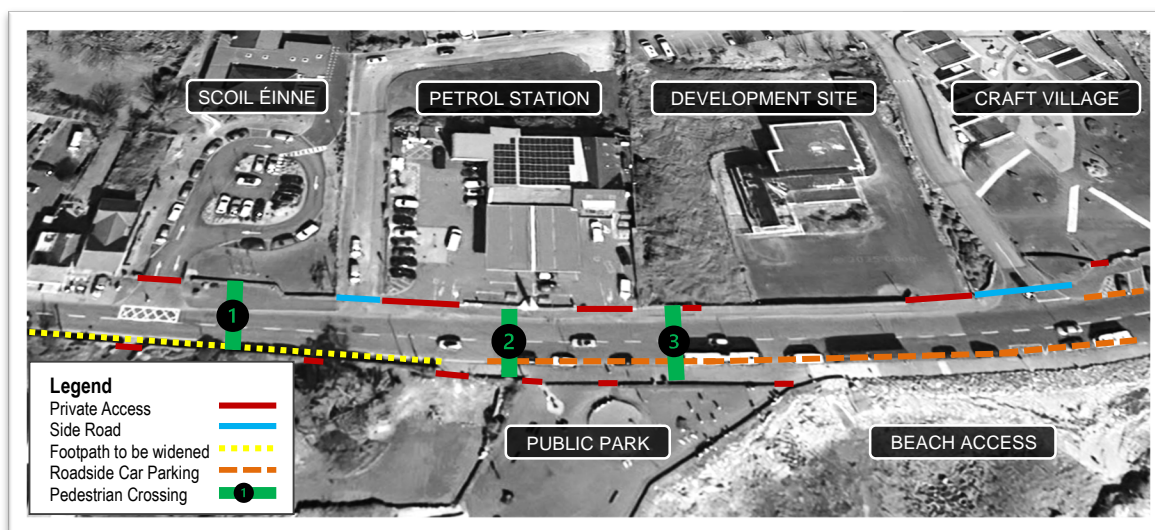 SCOIL ÉINNE
PETROL STATION
DEVELOPMENT SITE
CRAFT VILLAGE
1
2
3
Legend
Private Access
Side Road
Footpath to be widened
Roadside Car Parking
Pedestrian Crossing
1
PUBLIC PARK
BEACH ACCESS